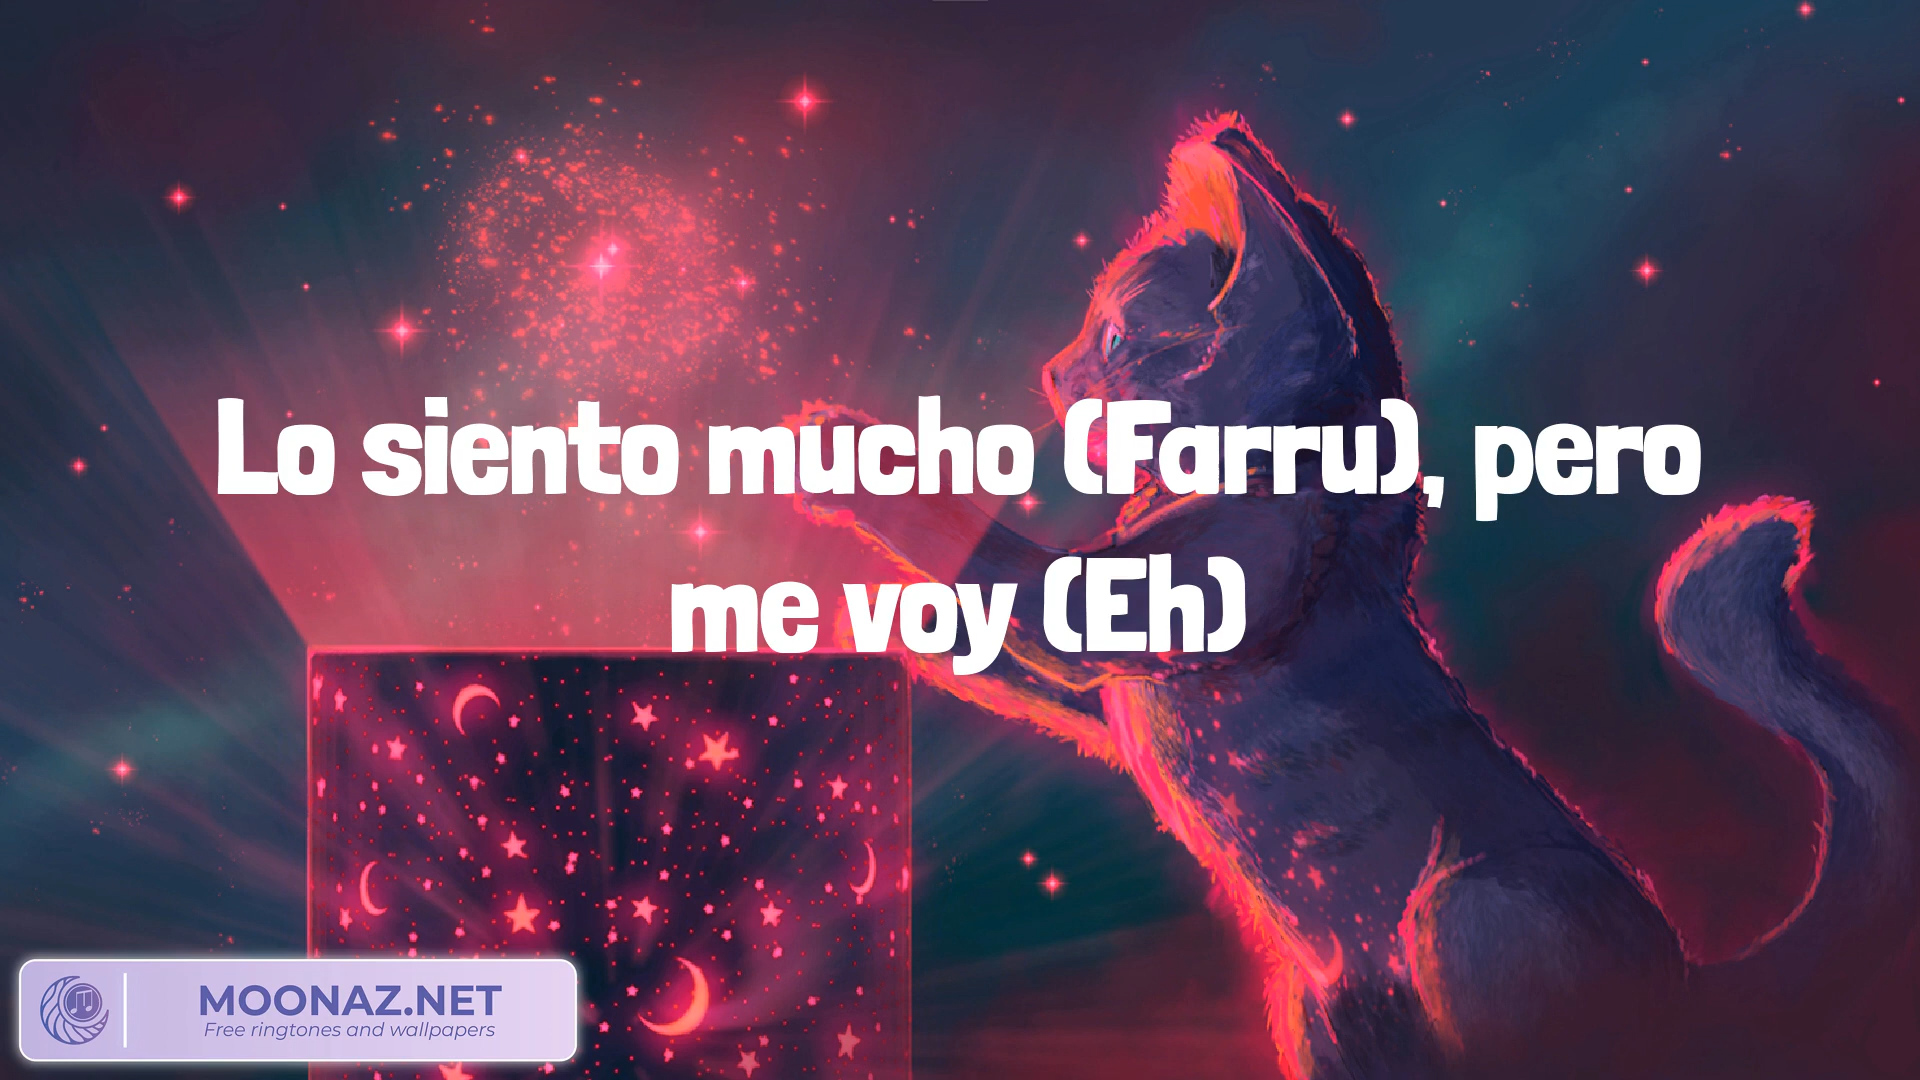 Lo siento mucho (Farru), pero
me voy (Eh)
MOONAZ.NET
Free ringtones and wallpapers